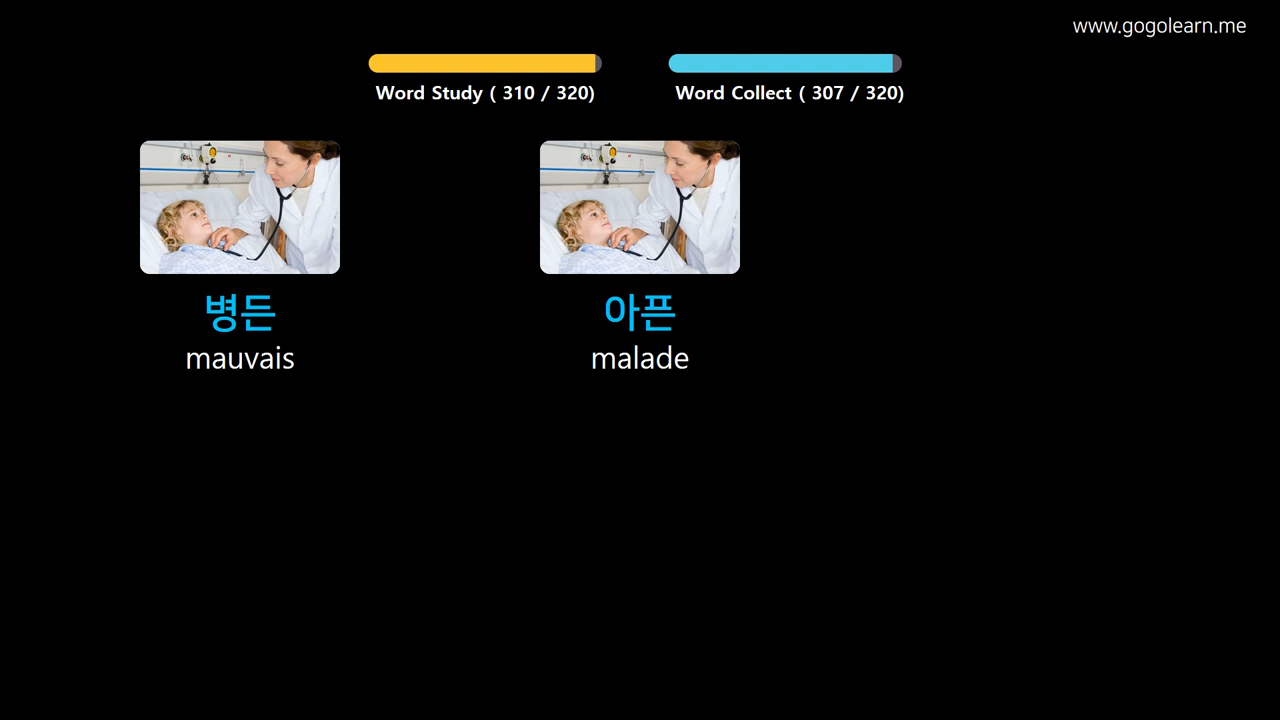 www.gogolearn.me
Word Study ( 310 / 320)
Word Collect ( 307 / 320)
병든
mauvais
아픈
malade